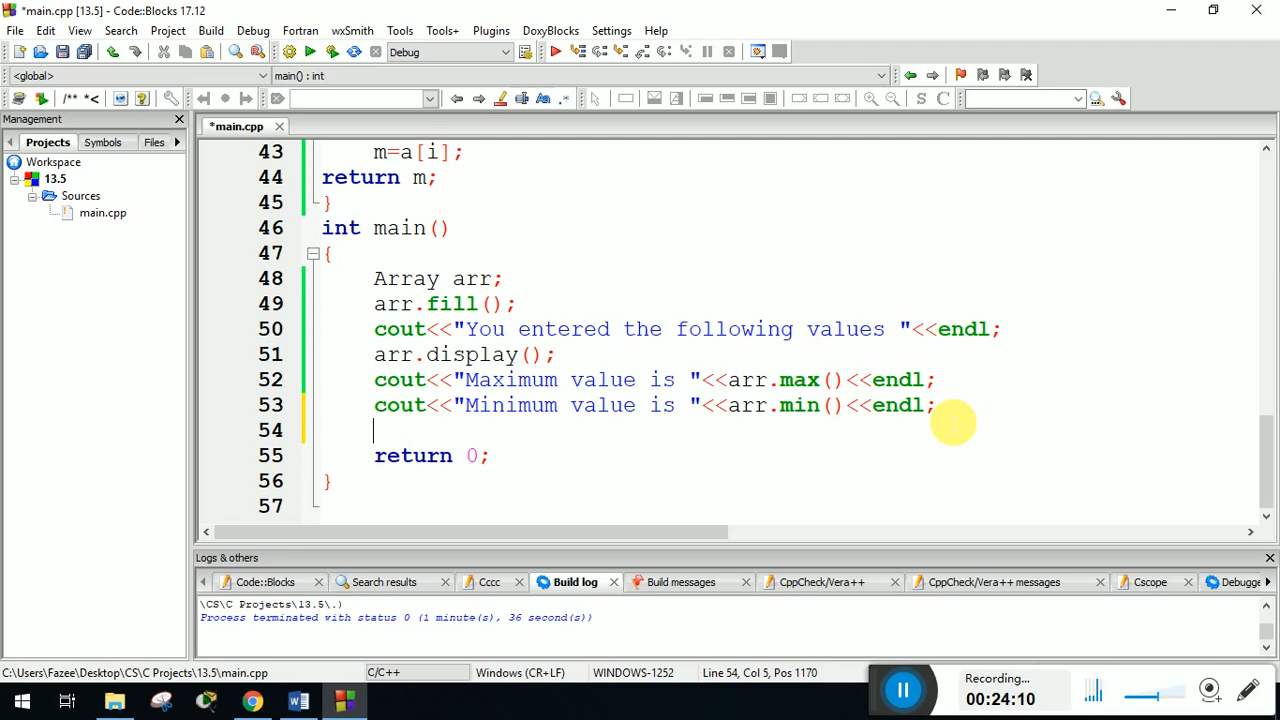 *main.cpp [13.5] - Code::Blocks 17.12
File Edit View Search Project Build Debug Fortran wxSmith Tools Tools+ Plugins DoxyBlocks Settings Help
Debug
<global> main() : int
/** *< S C
Management
*main.cpp
Projects Symbols Files
Workspace
13.5
Sources
main.cpp
43 m=a[i];
44 return m;
45 }
46 int main()
47 {
48 Array arr;
49 arr.fill();
50 cout<<"You entered the following values "<<endl;
51 arr.display();
52 cout<<"Maximum value is "<<arr.max()<<endl;
53 cout<<"Minimum value is "<<arr.min()<<endl;
54
55 return 0;
56 }
57
Logs & others
Code::Blocks Search results Cccc Build log Build messages CppCheck/Vera++ CppCheck/Vera++ messages Cscope Debugge
\CS\C Projects\13.5\.)
Process terminated with status 0 (1 minute(s), 36 second(s))
C:\Users\Fazee\Desktop\CS\C Projects\13.5\main.cpp C/C++ Windows (CR+LF) WINDOWS-1252 Line 54, Col 5, Pos 1170
Recording...
00:24:10